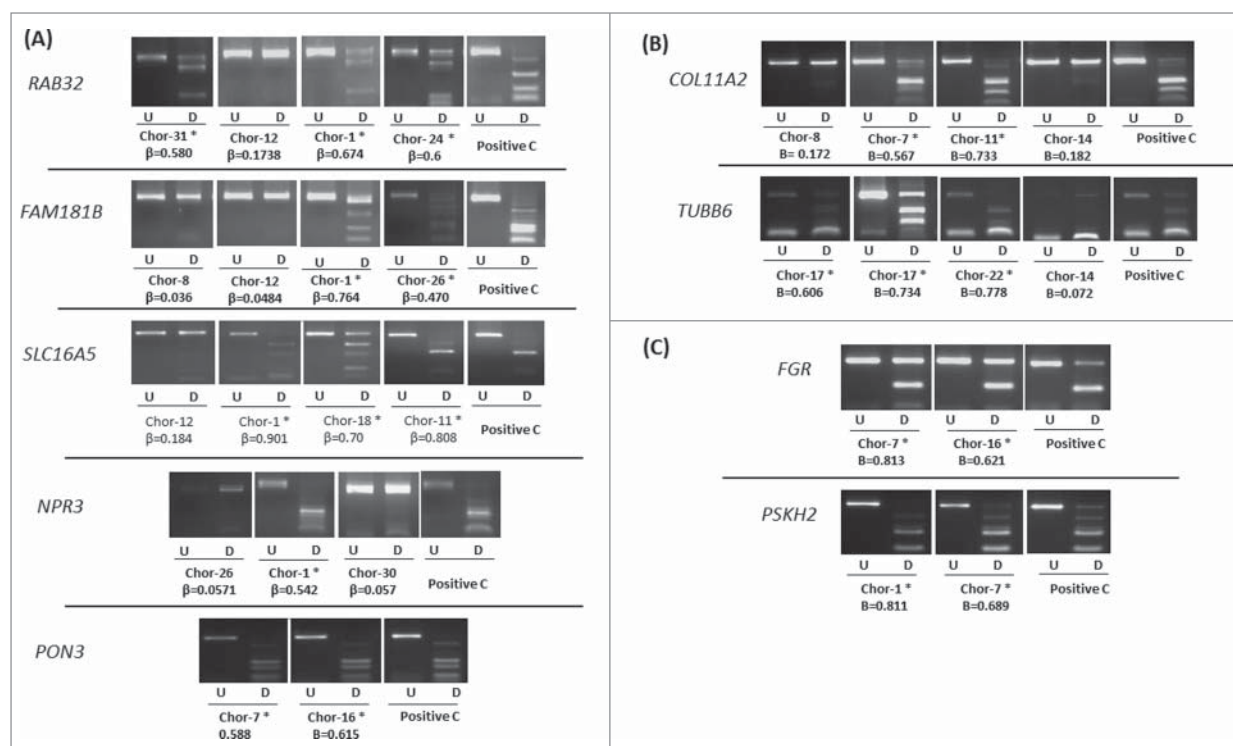 (A)
RAB32
U D U D U D U D U D
Chor-31 * Chor-12 Chor-1 * Chor-24 * Positive C
β=0.580 β=0.1738 β=0.674 β=0.6
FAM181B
U D U D U D U D U D
Chor-8 Chor-12 Chor-1 * Chor-26 * Positive C
β=0.036 β=0.0484 β=0.764 β=0.470
SLC16A5
U D U D U D U D U D
Chor-12 Chor-1 * Chor-18 * Chor-11 * Positive C
β=0.184 β=0.901 β=0.70 β=0.808
NPR3
U D U D U D U D
Chor-26 Chor-1 * Chor-30 Positive C
β=0.0571 β=0.542 β=0.057
PON3
U D U D U D
Chor-7 * Chor-16 * Positive C
0.588 B=0.615
(B)
COL11A2
U D U D U D U D U D
Chor-8 Chor-7 * Chor-11* Chor-14 Positive C
B= 0.172 B=0.567 B=0.733 B=0.182
TUBB6
U D U D U D U D U D
Chor-17 * Chor-17 * Chor-22 * Chor-14 Positive C
B=0.606 B=0.734 B=0.778 B=0.072
(C)
FGR
U D U D U D
Chor-7 * Chor-16 * Positive C
B=0.813 B=0.621
PSKH2
U D U D U D
Chor-1 * Chor-7 * Positive C
B=0.811 B=0.689